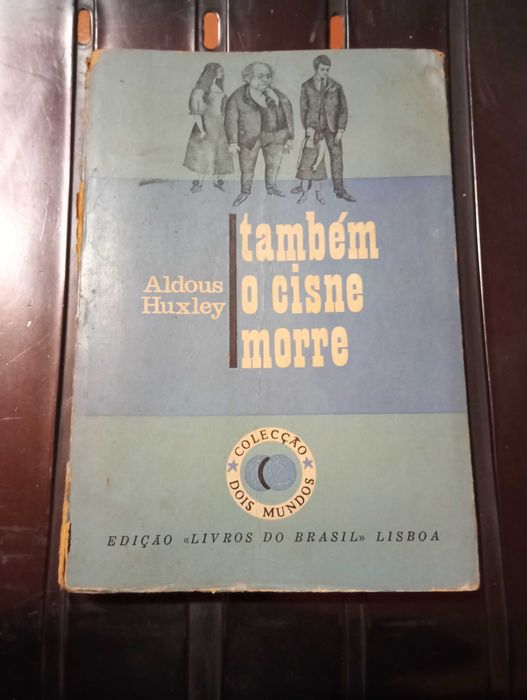 também
o cisne
morre
Aldous
Huxley
COLECÇÃO
DOIS MUNDOS
EDIÇÃO «LIVROS DO BRASIL» LISBOA